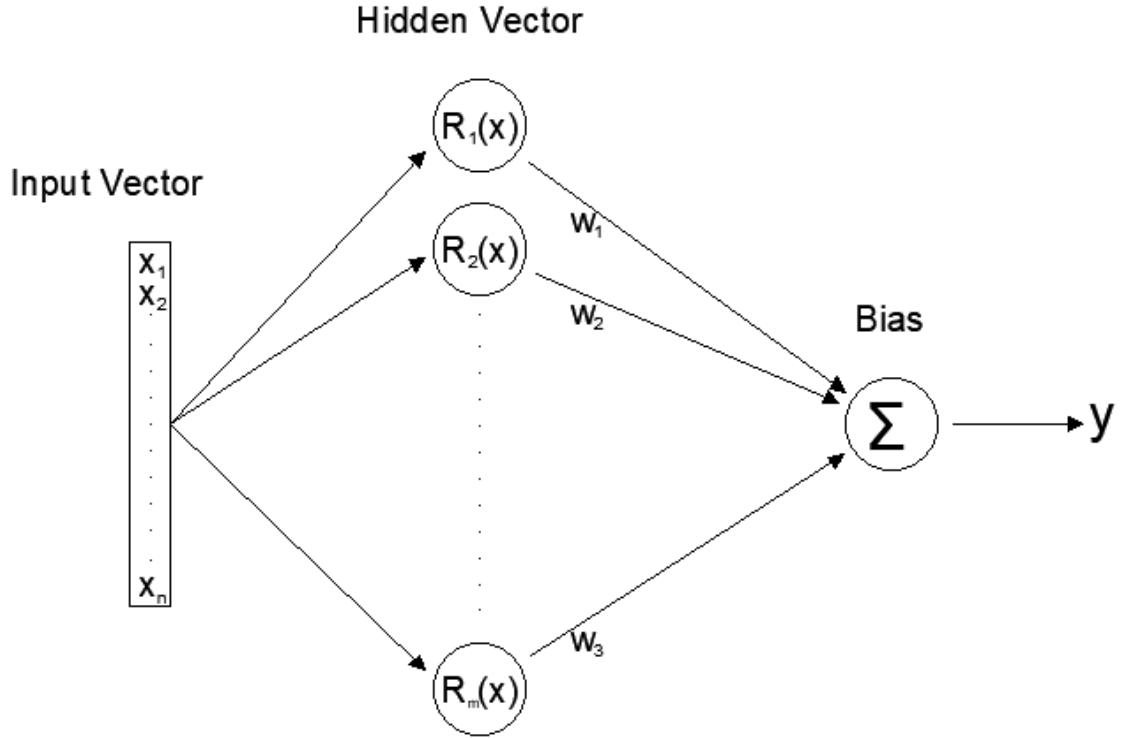 Hidden Vector
R₁(x)
Input Vector
x₁
x₂
xₙ
R₂(x)
Rₘ(x)
w₁
w₂
w₃
Bias
Σ
y